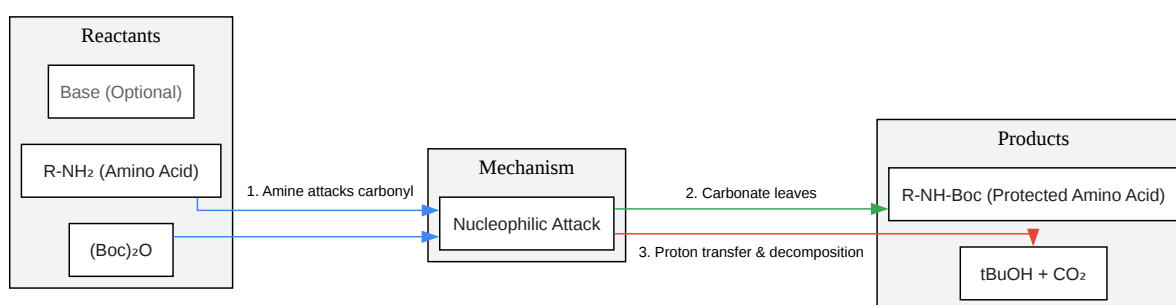 Reactants
Base (Optional)
R-NH₂ (Amino Acid)
(Boc)₂O
1. Amine attacks carbonyl
Mechanism
Nucleophilic Attack
2. Carbonate leaves
3. Proton transfer & decomposition
Products
R-NH-Boc (Protected Amino Acid)
tBuOH + CO₂